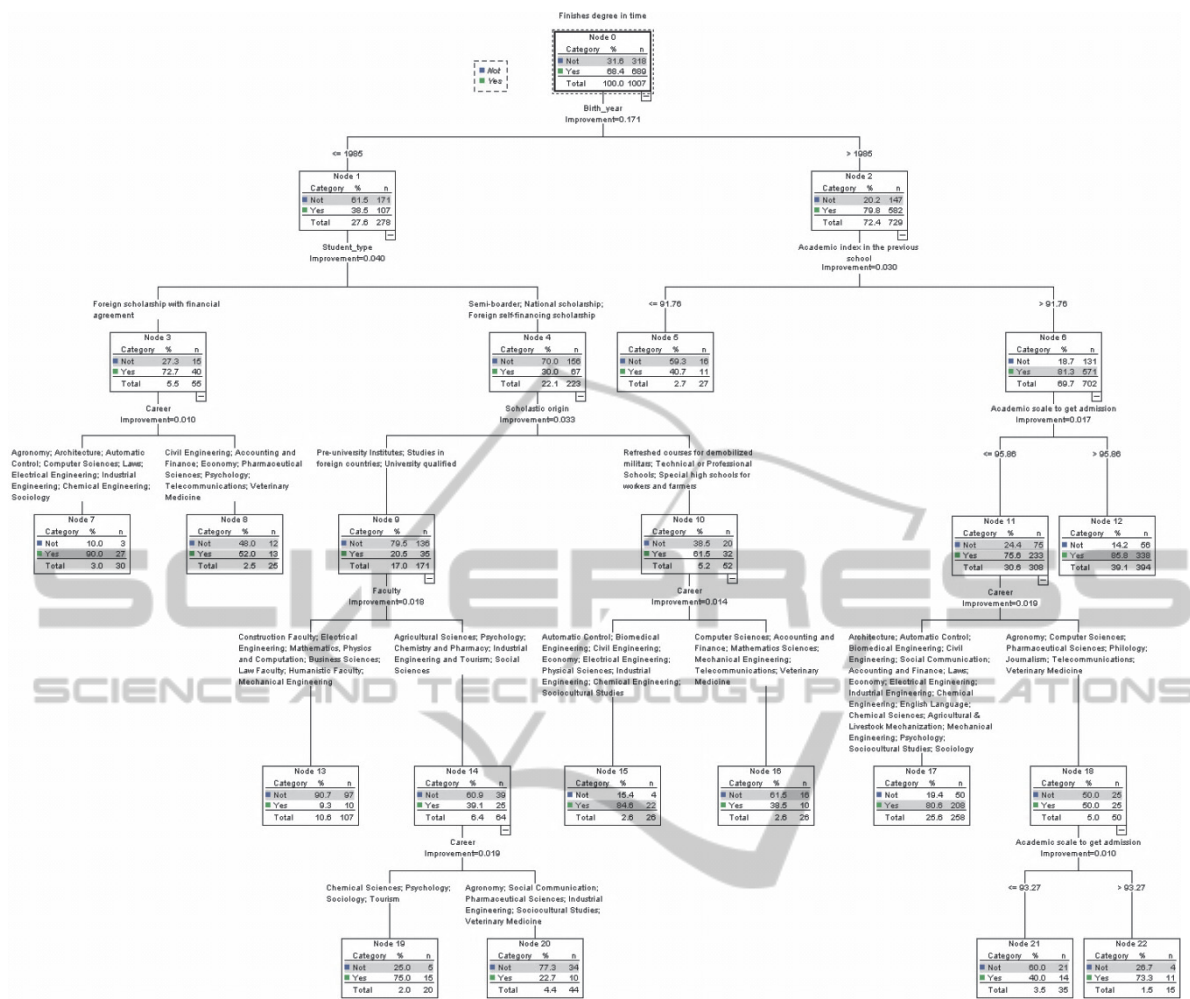 Finishes degree in time
Not
Yes
Node 0
Category % n
Not 31.6 318
Yes 68.4 689
Total 100.0 1007
Birth_year
Improvement=0.171
<= 1985
> 1985
Node 1
Category % n
Not 61.5 171
Yes 38.5 107
Total 27.6 278
Node 2
Category % n
Not 20.2 147
Yes 79.8 582
Total 72.4 729
Student_type
Improvement=0.040
Academic index in the previous
school
Improvement=0.030
Foreign scholarship with financial
agreement
Semi-boarder; National scholarship;
Foreign self-financing scholarship
<= 91.76
> 91.76
Node 3
Category % n
Not 27.3 15
Yes 72.7 40
Total 5.5 55
Node 4
Category % n
Not 70.0 156
Yes 30.0 67
Total 22.1 223
Node 5
Category % n
Not 59.3 16
Yes 40.7 11
Total 2.7 27
Node 6
Category % n
Not 18.7 131
Yes 81.3 571
Total 69.7 702
Career
Improvement=0.010
Scholastic origin
Improvement=0.033
Academic scale to get admission
Improvement=0.017
Agronomy; Architecture; Automatic
Control; Computer Sciences; Laws;
Electrical Engineering; Industrial
Engineering; Chemical Engineering;
Sociology
Civil Engineering; Accounting and
Finance; Economy; Pharmaceutical
Sciences; Psychology;
Telecommunications; Veterinary
Medicine
Pre-university Institutes; Studies in
foreign countries; University qualified
Refreshed courses for demobilized
militars; Technical or Professional
Schools; Special high schools for
workers and farmers
<= 95.86
> 95.86
Node 7
Category % n
Not 10.0 3
Yes 90.0 27
Total 3.0 30
Node 8
Category % n
Not 48.0 12
Yes 52.0 13
Total 2.5 25
Node 9
Category % n
Not 79.5 136
Yes 20.5 35
Total 17.0 171
Node 10
Category % n
Not 38.5 20
Yes 61.5 32
Total 5.2 52
Node 11
Category % n
Not 24.4 75
Yes 75.6 233
Total 30.6 308
Node 12
Category % n
Not 14.2 56
Yes 85.8 338
Total 39.1 394
Faculty
Improvement=0.018
Career
Improvement=0.014
Career
Improvement=0.019
Construction Faculty; Electrical
Engineering; Mathematics, Physics
and Computation; Business Sciences;
Law Faculty; Humanistic Faculty;
Mechanical Engineering
Agricultural Sciences; Psychology;
Chemistry and Pharmacy; Industrial
Engineering and Tourism; Social
Sciences
Automatic Control; Biomedical
Engineering; Civil Engineering;
Economy; Electrical Engineering;
Physical Sciences; Industrial
Engineering; Chemical Engineering;
Sociocultural Studies
Computer Sciences; Accounting and
Finance; Mathematics Sciences;
Mechanical Engineering;
Telecommunications; Veterinary
Medicine
Architecture; Automatic Control;
Biomedical Engineering; Civil
Engineering; Social Communication;
Accounting and Finance; Laws;
Economy; Electrical Engineering;
Industrial Engineering; Chemical
Engineering; English Language;
Chemical Sciences; Agricultural &
Livestock Mechanization; Mechanical
Engineering; Psychology;
Sociocultural Studies; Sociology
Agronomy; Computer Sciences;
Pharmaceutical Sciences; Philology;
Journalism; Telecommunications;
Veterinary Medicine
Node 13
Category % n
Not 90.7 97
Yes 9.3 10
Total 10.6 107
Node 14
Category % n
Not 60.9 39
Yes 39.1 25
Total 6.4 64
Node 15
Category % n
Not 15.4 4
Yes 84.6 22
Total 2.6 26
Node 16
Category % n
Not 61.5 16
Yes 38.5 10
Total 2.6 26
Node 17
Category % n
Not 19.4 50
Yes 80.6 208
Total 25.6 258
Node 18
Category % n
Not 50.0 25
Yes 50.0 25
Total 5.0 50
Career
Improvement=0.019
Academic scale to get admission
Improvement=0.010
Chemical Sciences; Psychology;
Sociology; Tourism
Agronomy; Social Communication;
Pharmaceutical Sciences; Industrial
Engineering; Sociocultural Studies;
Veterinary Medicine
<= 93.27
> 93.27
Node 19
Category % n
Not 25.0 5
Yes 75.0 15
Total 2.0 20
Node 20
Category % n
Not 77.3 34
Yes 22.7 10
Total 4.4 44
Node 21
Category % n
Not 60.0 21
Yes 40.0 14
Total 3.5 35
Node 22
Category % n
Not 26.7 4
Yes 73.3 11
Total 1.5 15
SCITEPRESS
SCIENCE AND TECHNOLOGY PUBLICATIONS